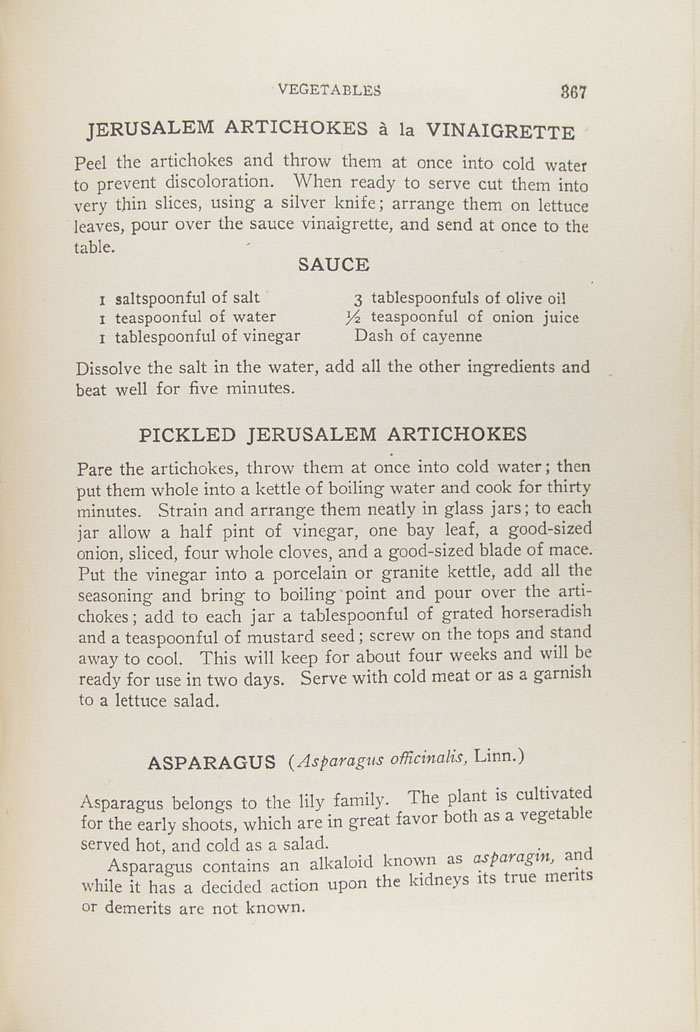 VEGETABLES 367
JERUSALEM ARTICHOKES à la VINAIGRETTE
Peel the artichokes and throw them at once into cold water
to prevent discoloration. When ready to serve cut them into
very thin slices, using a silver knife; arrange them on lettuce
leaves, pour over the sauce vinaigrette, and send at once to the
table.
SAUCE
1 saltspoonful of salt
1 teaspoonful of water
1 tablespoonful of vinegar
3 tablespoonfuls of olive oil
½ teaspoonful of onion juice
Dash of cayenne
Dissolve the salt in the water, add all the other ingredients and
beat well for five minutes.
PICKLED JERUSALEM ARTICHOKES
Pare the artichokes, throw them at once into cold water; then
put them whole into a kettle of boiling water and cook for thirty
minutes. Strain and arrange them neatly in glass jars; to each
jar allow a half pint of vinegar, one bay leaf, a good-sized
onion, sliced, four whole cloves, and a good-sized blade of mace.
Put the vinegar into a porcelain or granite kettle, add all the
seasoning and bring to boiling point and pour over the arti-
chokes; add to each jar a tablespoonful of grated horseradish
and a teaspoonful of mustard seed; screw on the tops and stand
away to cool. This will keep for about four weeks and will be
ready for use in two days. Serve with cold meat or as a garnish
to a lettuce salad.
ASPARAGUS (Asparagus officinalis, Linn.)
Asparagus belongs to the lily family. The plant is cultivated
for the early shoots, which are in great favor both as a vegetable
served hot, and cold as a salad.
Asparagus contains an alkaloid known as asparagin, and
while it has a decided action upon the kidneys its true merits
or demerits are not known.